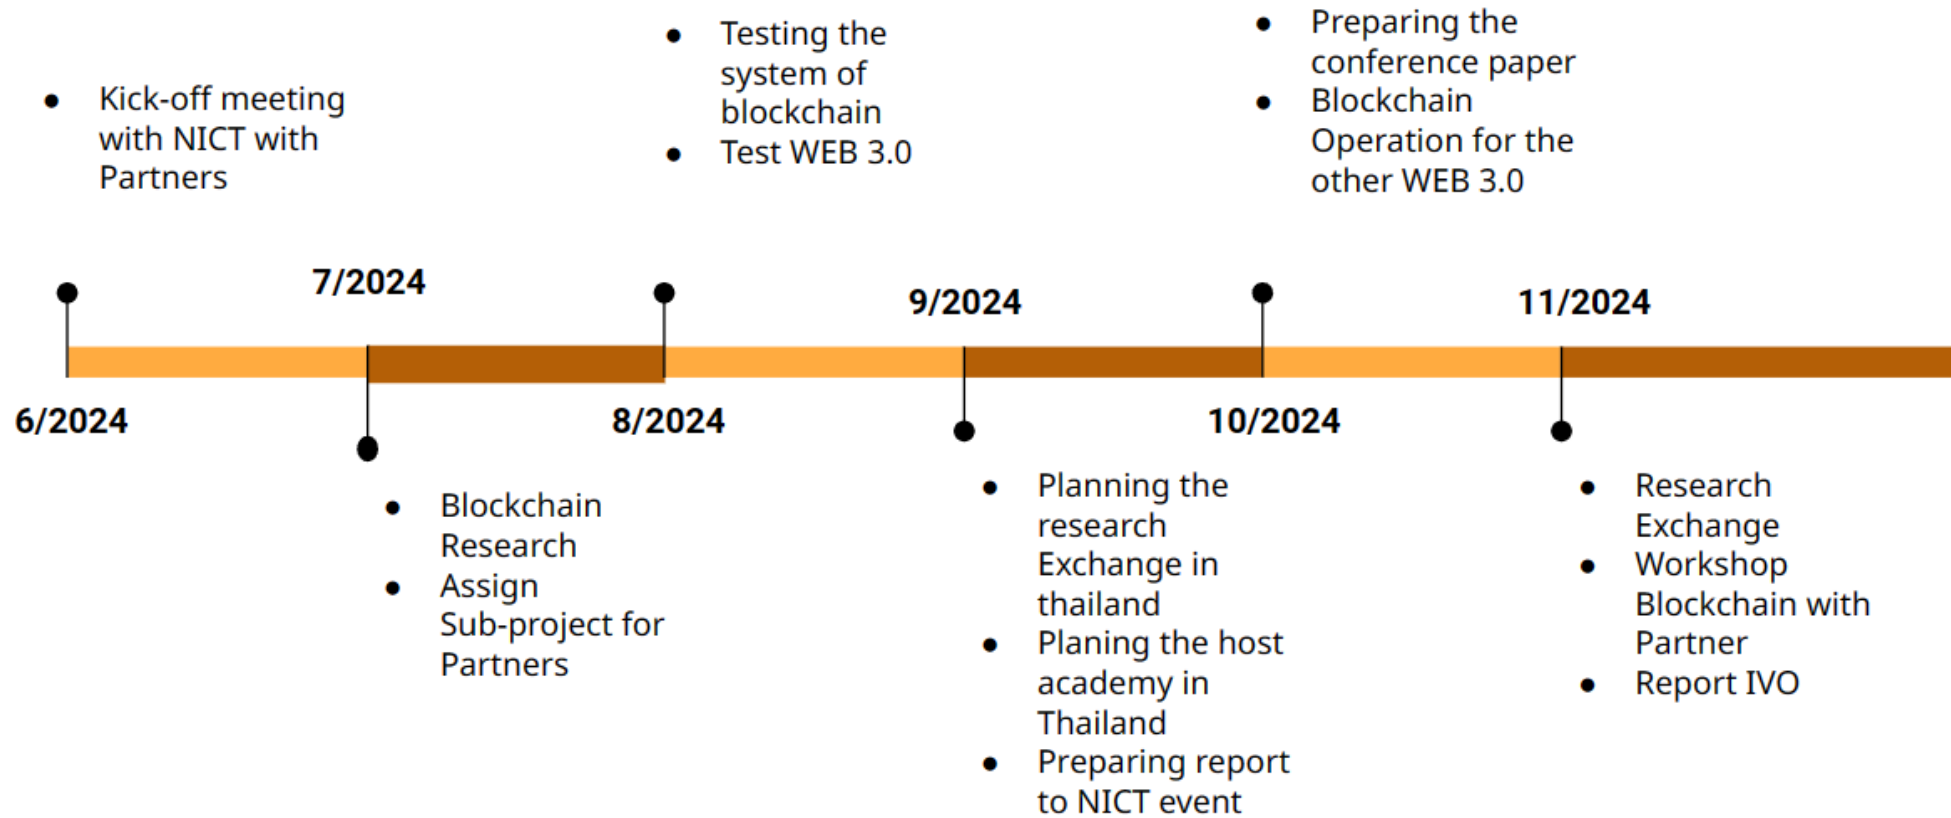 ● Kick-off meeting
with NICT with
Partners
6/2024
7/2024
● Blockchain
Research
● Assign
Sub-project for
Partners
● Testing the
system of
blockchain
● Test WEB 3.0
8/2024
9/2024
● Planning the
research
Exchange in
thailand
● Planing the host
academy in
Thailand
● Preparing report
to NICT event
● Preparing the
conference paper
● Blockchain
Operation for the
other WEB 3.0
10/2024
11/2024
● Research
Exchange
● Workshop
Blockchain with
Partner
● Report IVO